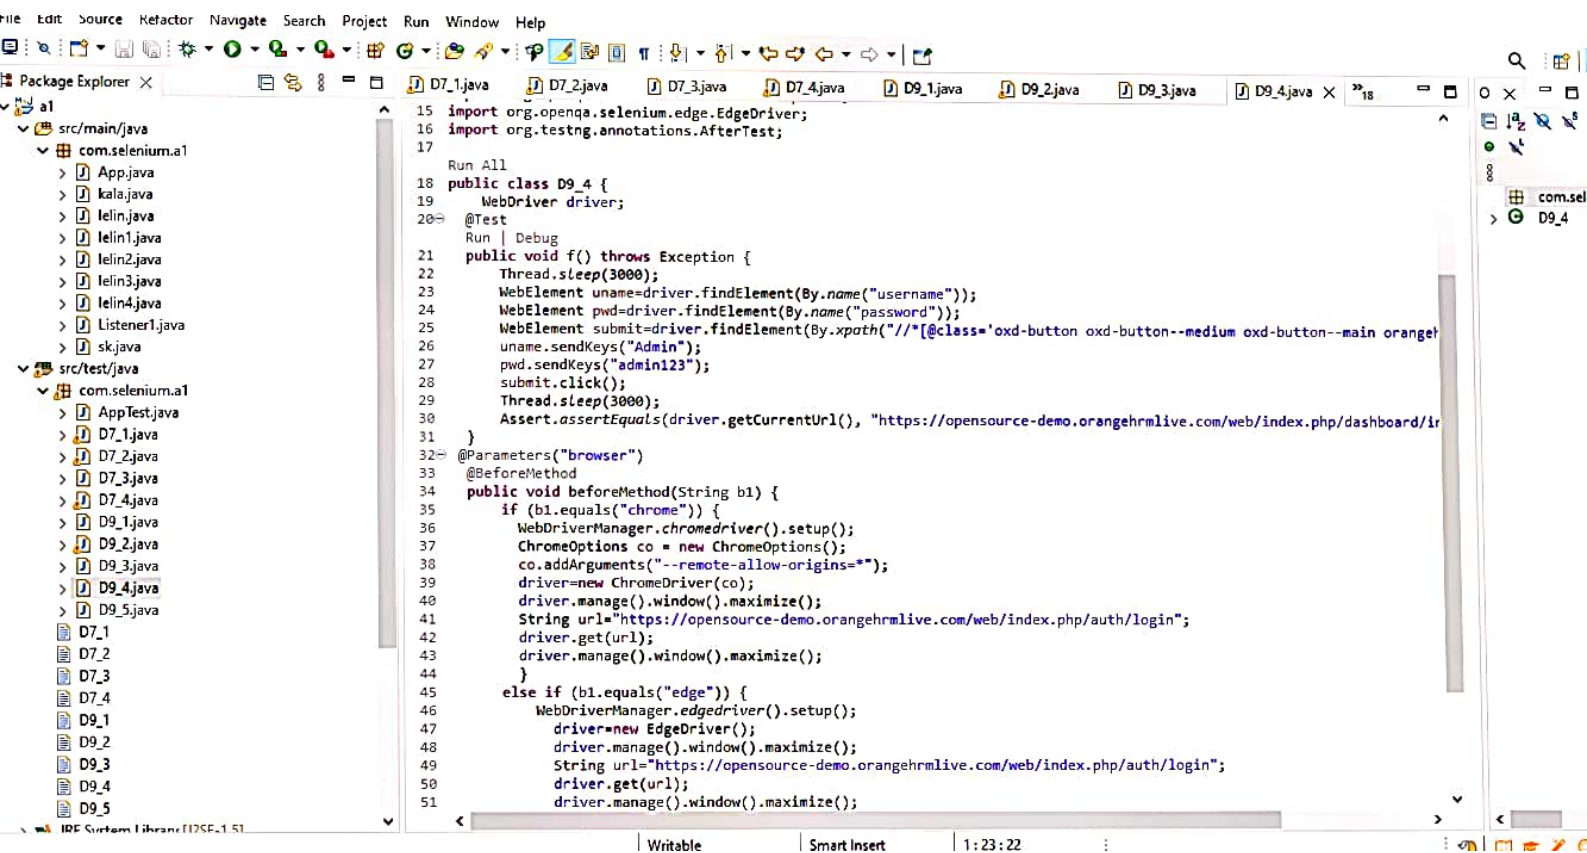 File Edit Source Refactor Navigate Search Project Run Window Help
Package Explorer
D7_1.java D7_2.java D7_3.java D7_4.java D9_1.java D9_2.java D9_3.java D9_4.java 18
a1
src/main/java
com.selenium.a1
App.java
kala.java
lelin.java
lelin1.java
lelin2.java
lelin3.java
lelin4.java
Listener1.java
sk.java
src/test/java
com.selenium.a1
AppTest.java
D7_1.java
D7_2.java
D7_3.java
D7_4.java
D9_1.java
D9_2.java
D9_3.java
D9_4.java
D9_5.java
D7_1
D7_2
D7_3
D7_4
D9_1
D9_2
D9_3
D9_4
D9_5
JRE System Library [J2SE-1.5]
15 import org.openqa.selenium.edge.EdgeDriver;
16 import org.testng.annotations.AfterTest;
17
Run All
18 public class D9_4 {
19 WebDriver driver;
20 @Test
Run | Debug
21 public void f() throws Exception {
22 Thread.sleep(3000);
23 WebElement uname=driver.findElement(By.name("username"));
24 WebElement pwd=driver.findElement(By.name("password"));
25 WebElement submit=driver.findElement(By.xpath("//*[@class='oxd-button oxd-button--medium oxd-button--main orangeh
26 uname.sendKeys("Admin");
27 pwd.sendKeys("admin123");
28 submit.click();
29 Thread.sleep(3000);
30 Assert.assertEquals(driver.getCurrentUrl(), "https://opensource-demo.orangehrmlive.com/web/index.php/dashboard/in
31 }
32 @Parameters("browser")
33 @BeforeMethod
34 public void beforeMethod(String b1) {
35 if (b1.equals("chrome")) {
36 WebDriverManager.chromedriver().setup();
37 ChromeOptions co = new ChromeOptions();
38 co.addArguments("--remote-allow-origins=*");
39 driver=new ChromeDriver(co);
40 driver.manage().window().maximize();
41 String url="https://opensource-demo.orangehrmlive.com/web/index.php/auth/login";
42 driver.get(url);
43 driver.manage().window().maximize();
44 }
45 else if (b1.equals("edge")) {
46 WebDriverManager.edgedriver().setup();
47 driver=new EdgeDriver();
48 driver.manage().window().maximize();
49 String url="https://opensource-demo.orangehrmlive.com/web/index.php/auth/login";
50 driver.get(url);
51 driver.manage().window().maximize();
com.sel
D9_4
Writable Smart Insert 1:23:22